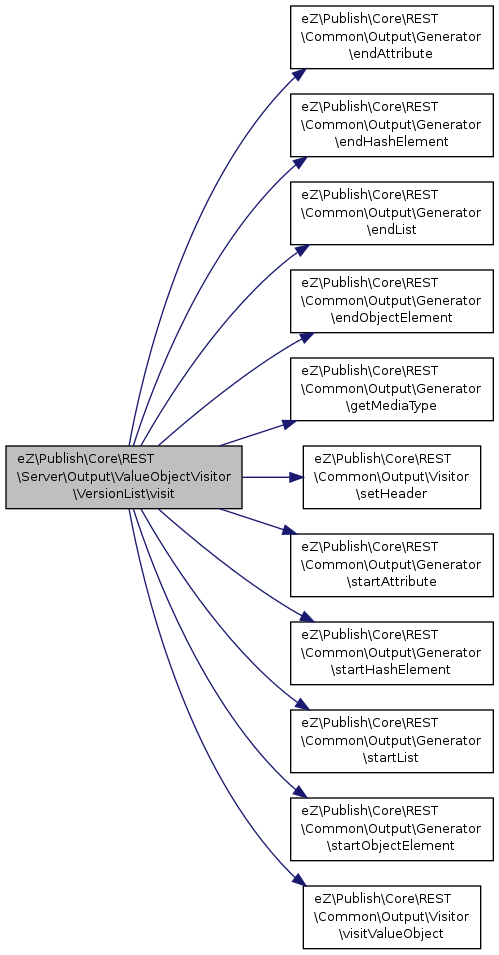 eZ\Publish\Core\REST
\Common\Output\Generator
\endAttribute
eZ\Publish\Core\REST
\Common\Output\Generator
\endHashElement
eZ\Publish\Core\REST
\Common\Output\Generator
\endList
eZ\Publish\Core\REST
\Common\Output\Generator
\endObjectElement
eZ\Publish\Core\REST
\Common\Output\Generator
\getMediaType
eZ\Publish\Core\REST
\Server\Output\ValueObjectVisitor
\VersionList\visit
eZ\Publish\Core\REST
\Common\Output\Visitor
\setHeader
eZ\Publish\Core\REST
\Common\Output\Generator
\startAttribute
eZ\Publish\Core\REST
\Common\Output\Generator
\startHashElement
eZ\Publish\Core\REST
\Common\Output\Generator
\startList
eZ\Publish\Core\REST
\Common\Output\Generator
\startObjectElement
eZ\Publish\Core\REST
\Common\Output\Visitor
\visitValueObject